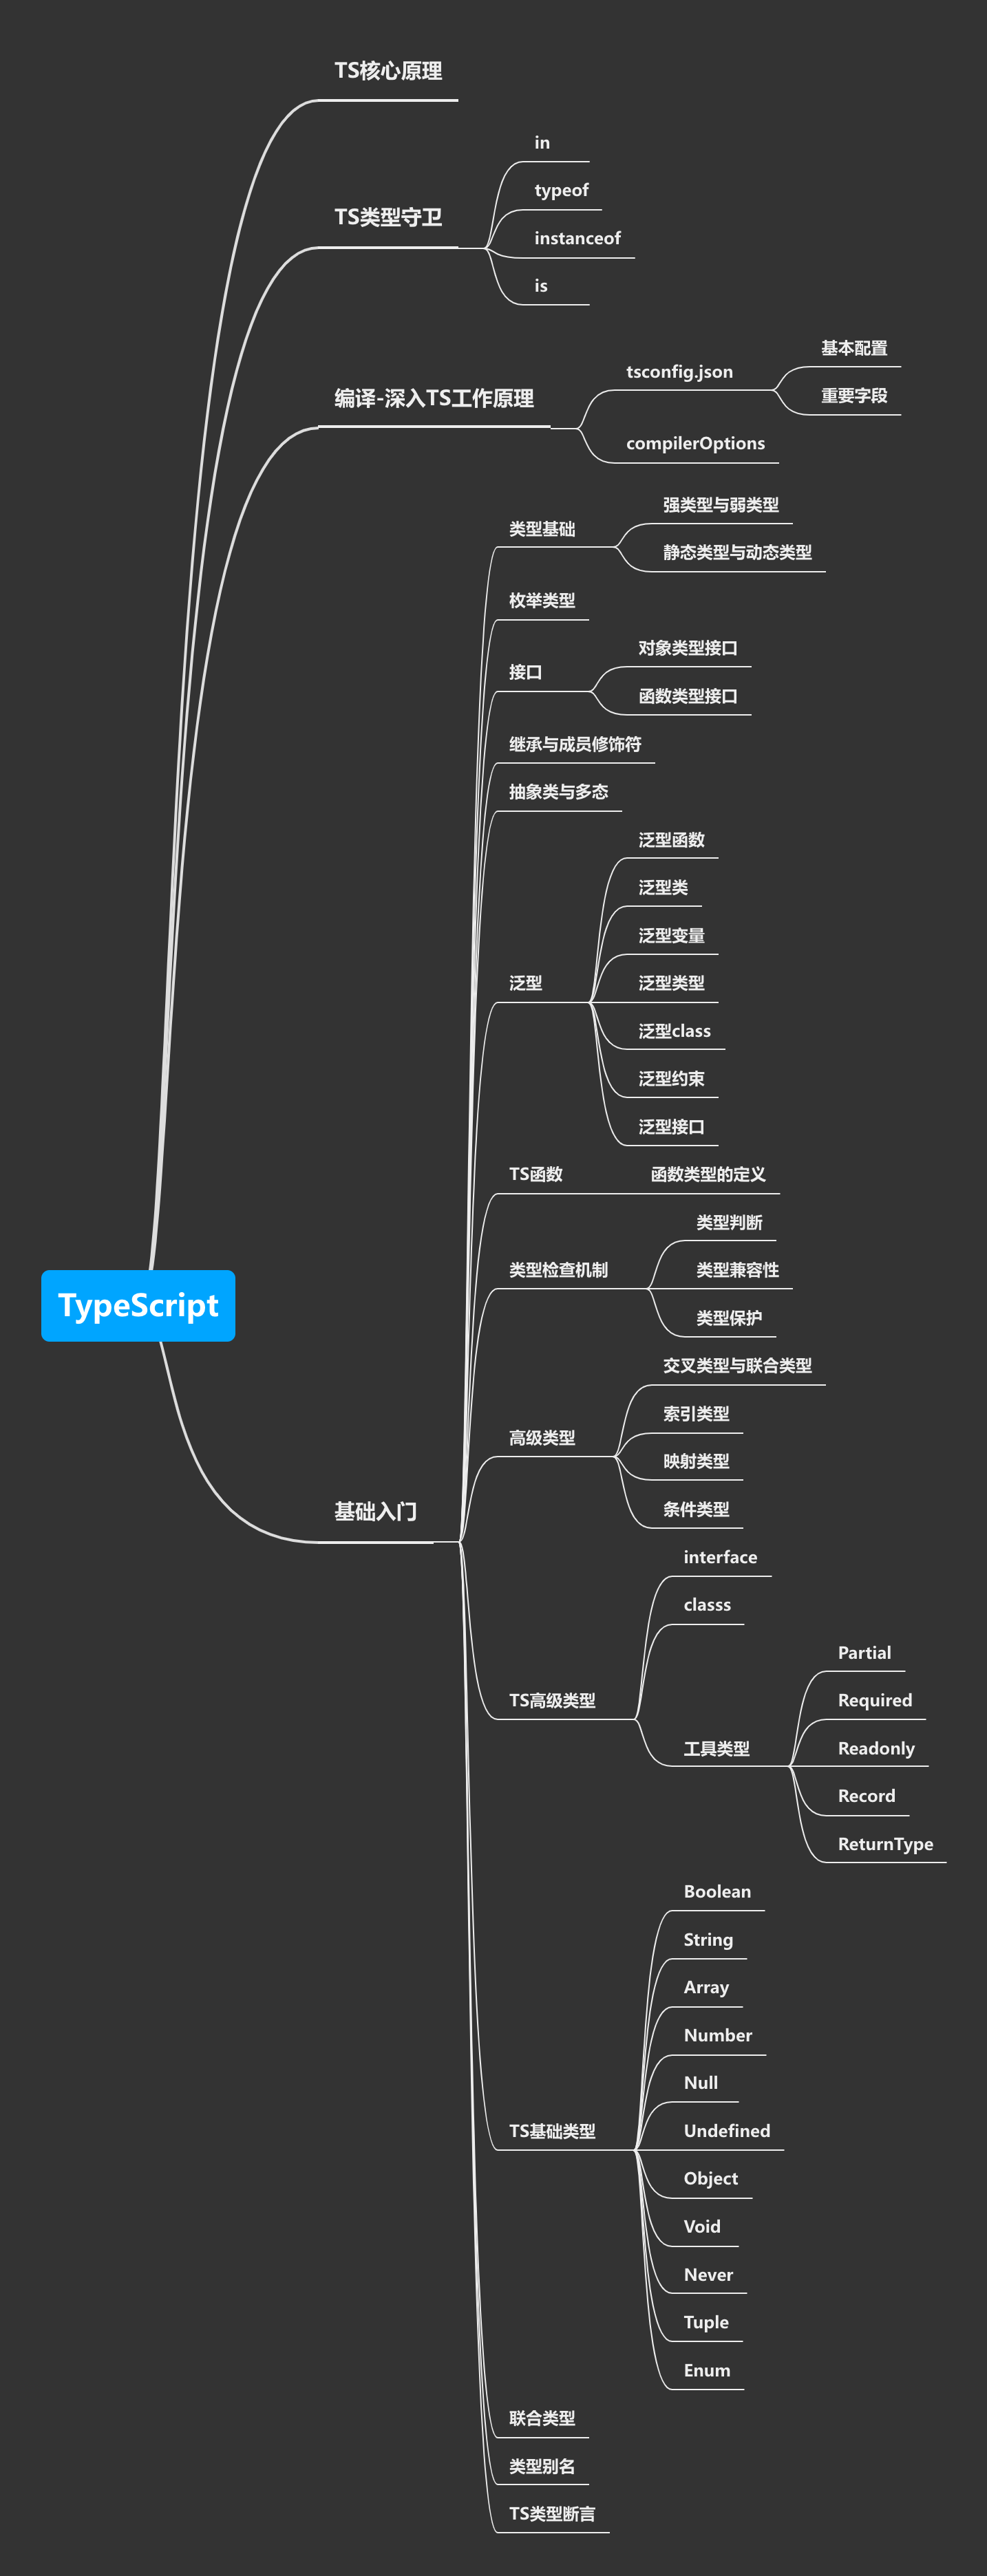 TS核心原理
TS类型守卫
in
typeof
instanceof
is
编译-深入TS工作原理
tsconfig.json
基本配置
重要字段
compilerOptions
TypeScript
基础入门
类型基础
强类型与弱类型
静态类型与动态类型
枚举类型
接口
对象类型接口
函数类型接口
继承与成员修饰符
抽象类与多态
泛型
泛型函数
泛型类
泛型变量
泛型类型
泛型class
泛型约束
泛型接口
TS函数
函数类型的定义
类型检查机制
类型判断
类型兼容性
类型保护
高级类型
交叉类型与联合类型
索引类型
映射类型
条件类型
TS高级类型
interface
classs
工具类型
Partial
Required
Readonly
Record
ReturnType
TS基础类型
Boolean
String
Array
Number
Null
Undefined
Object
Void
Never
Tuple
Enum
联合类型
类型别名
TS类型断言